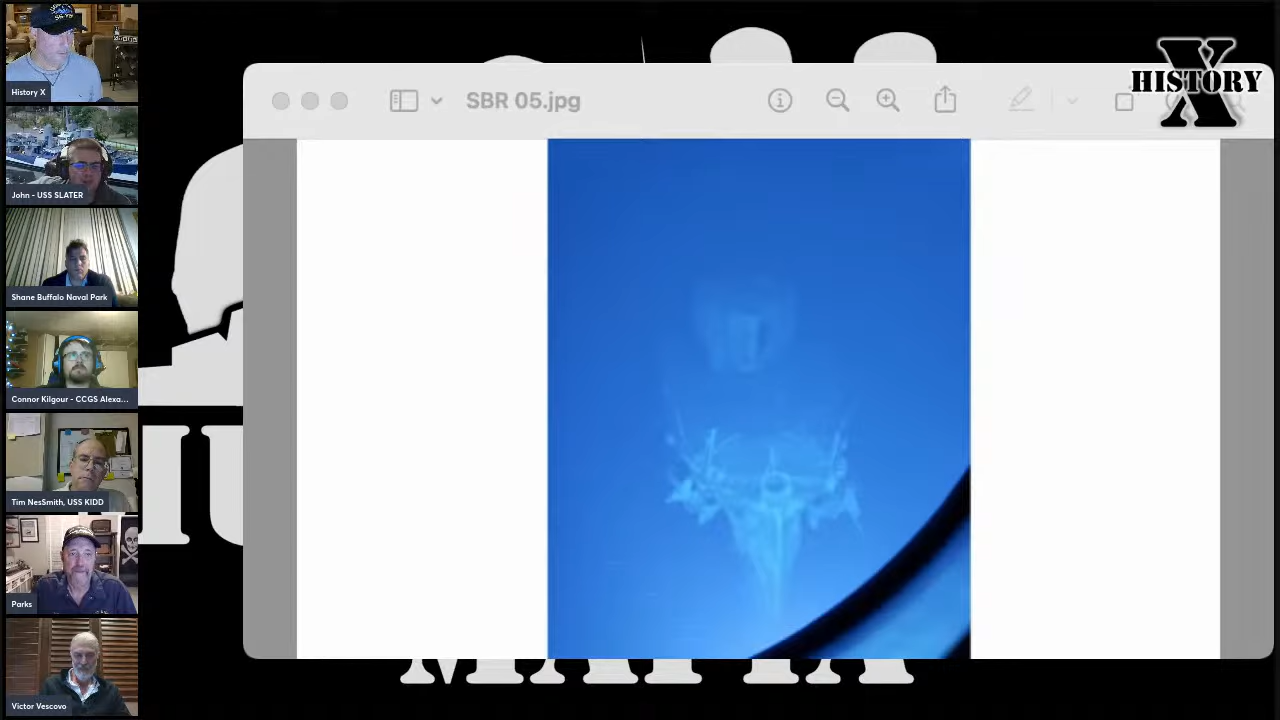 History X
John - USS SLATER
Shane Buffalo Naval Park
Connor Kilgour - CCGS Alexa...
Tim NesSmith, USS KIDD
Parks
Victor Vescovo
SBR 05.jpg
X
HISTORY